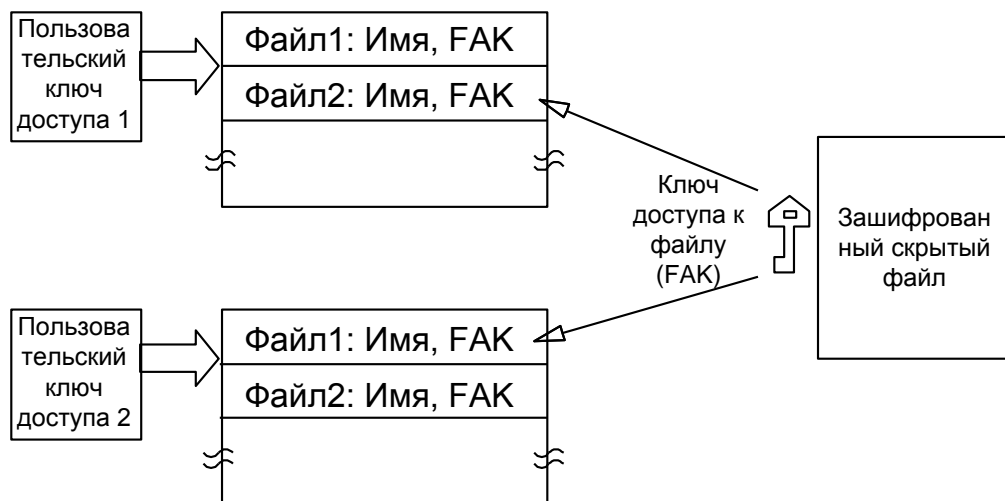 Пользова
тельский
ключ
доступа 1
Файл1: Имя, FAK
Файл2: Имя, FAK
Ключ
доступа к
файлу
(FAK)
Зашифрован
ный скрытый
файл
Пользова
тельский
ключ
доступа 2
Файл1: Имя, FAK
Файл2: Имя, FAK